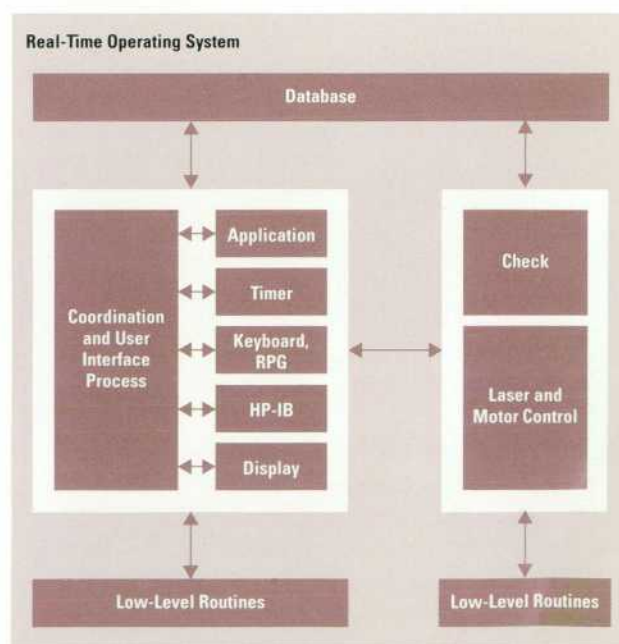 Real-Time Operating System
Database
Coordination
and User
Interface
Process
Application
Timer
Keyboard,
RPG
HP-IB
Display
Check
Laser and
Motor Control
Low-Level Routines
Low-Level Routines